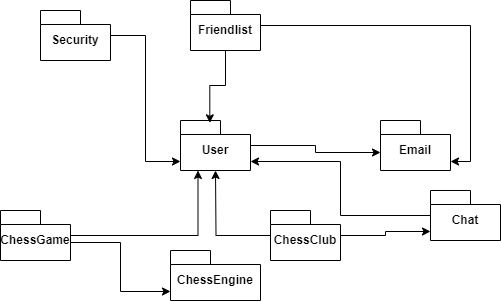 Friendlist
Security
User
Email
Chat
ChessGame
ChessClub
ChessEngine